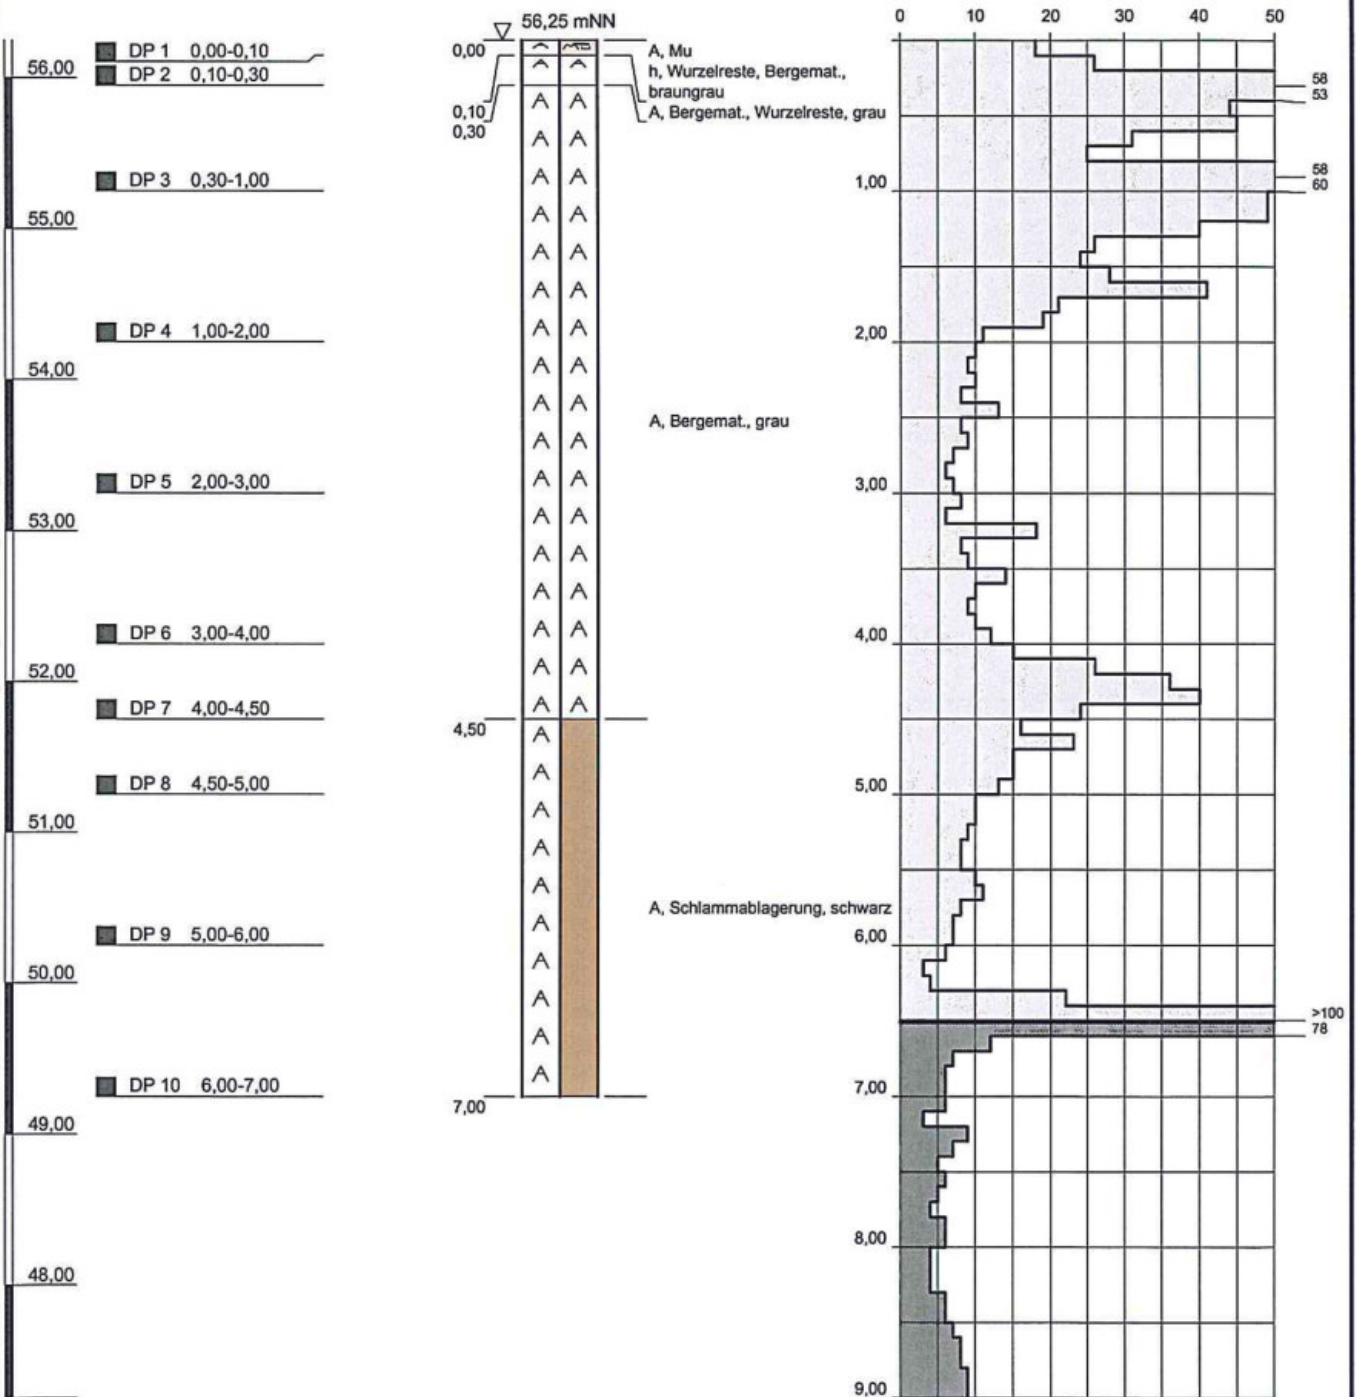 56,25 mNN
0 10 20 30 40 50
DP 1 0,00-0,10
56,00
DP 2 0,10-0,30
DP 3 0,30-1,00
55,00
DP 4 1,00-2,00
54,00
DP 5 2,00-3,00
53,00
DP 6 3,00-4,00
52,00
DP 7 4,00-4,50
DP 8 4,50-5,00
51,00
DP 9 5,00-6,00
50,00
DP 10 6,00-7,00
49,00
48,00
0,00
0,10
0,30
4,50
7,00
A, Mu
h, Wurzelreste, Bergemat.,
braungrau
A, Bergemat., Wurzelreste, grau
A, Bergemat., grau
A, Schlammablagerung, schwarz
1,00
2,00
3,00
4,00
5,00
6,00
7,00
8,00
9,00
58
53
58
60
>100
78